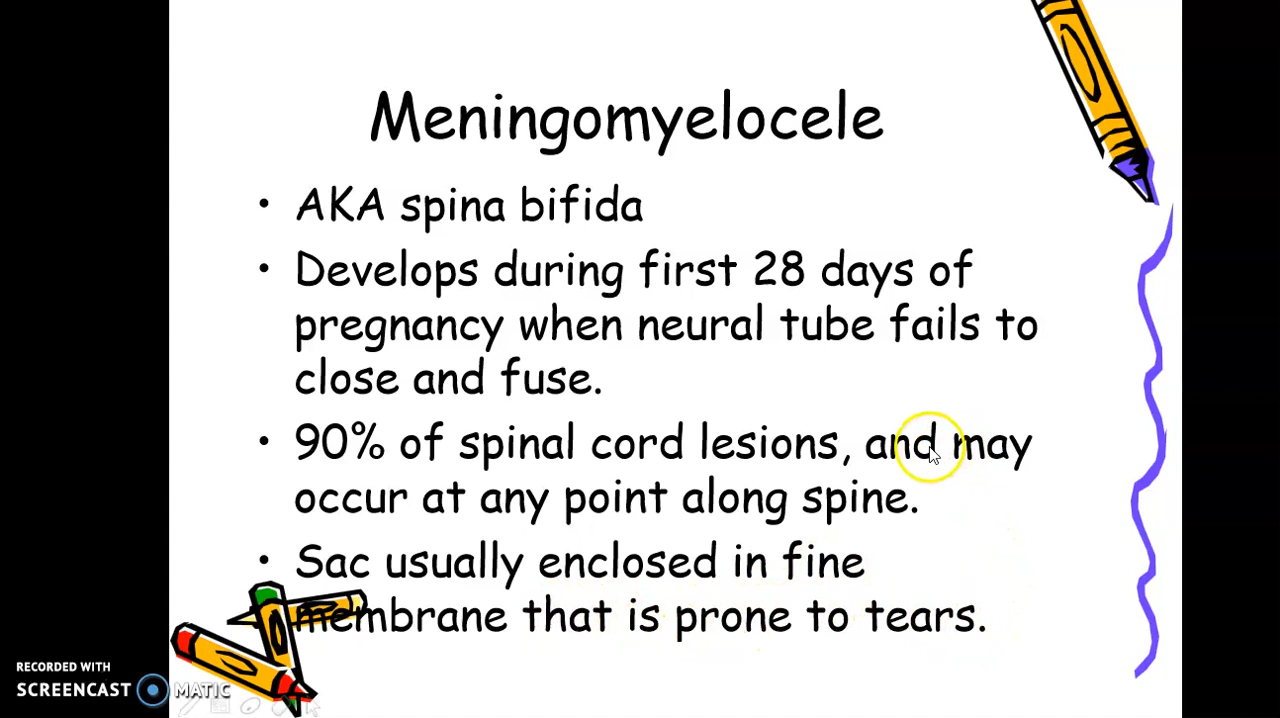 Meningomyelocele
• AKA spina bifida
• Develops during first 28 days of
pregnancy when neural tube fails to
close and fuse.
• 90% of spinal cord lesions, and may
occur at any point along spine.
• Sac usually enclosed in fine
membrane that is prone to tears.
RECORDED WITH
SCREENCAST MATIC